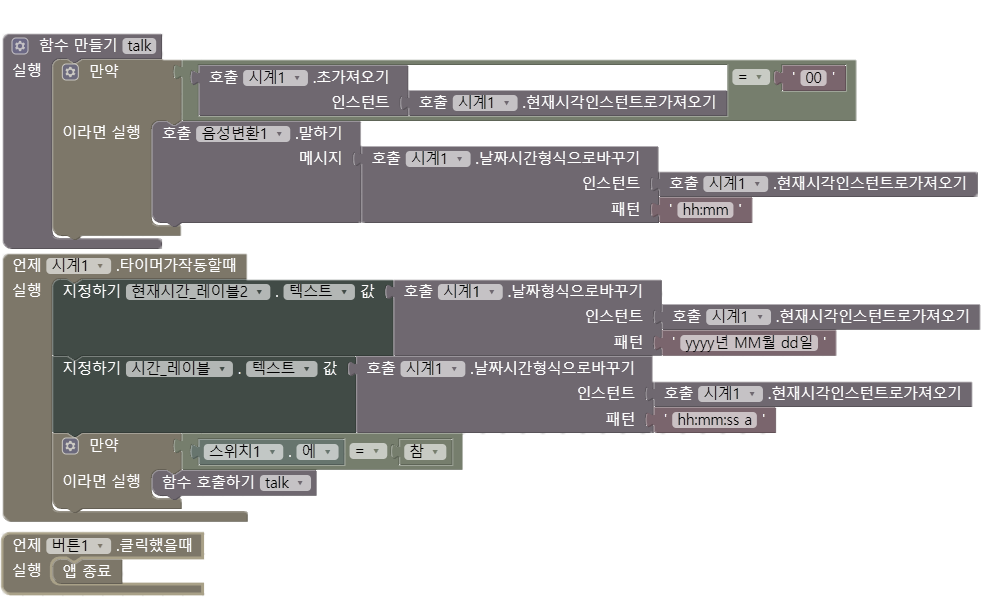 함수 만들기 talk
실행 만약 호출 시계1 .초가져오기 = ' 00 '
인스턴트 호출 시계1 .현재시각인스턴트로가져오기
이라면 실행 호출 음성변환1 .말하기
메시지 호출 시계1 .날짜시간형식으로바꾸기
인스턴트 호출 시계1 .현재시각인스턴트로가져오기
패턴 ' hh:mm '
언제 시계1 .타이머가작동할때
실행 지정하기 현재시간_레이블2 . 텍스트 값 호출 시계1 .날짜형식으로바꾸기
인스턴트 호출 시계1 .현재시각인스턴트로가져오기
패턴 ' yyyy년 MM월 dd일 '
지정하기 시간_레이블 . 텍스트 값 호출 시계1 .날짜시간형식으로바꾸기
인스턴트 호출 시계1 .현재시각인스턴트로가져오기
패턴 ' hh:mm:ss a '
만약 스위치1 . 에 = 참
이라면 실행 함수 호출하기 talk
언제 버튼1 .클릭했을때
실행 앱 종료